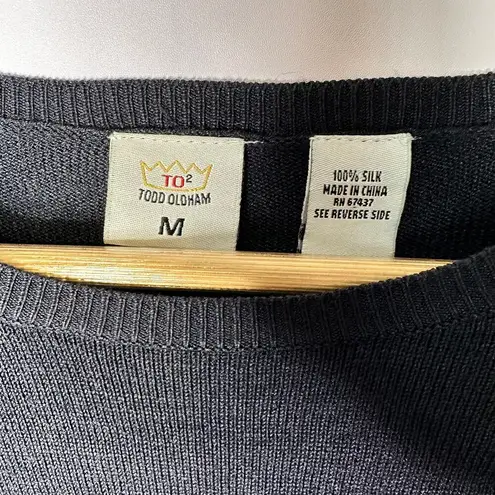 TO²
TODD OLDHAM
M
100% SILK
MADE IN CHINA
RN 67437
SEE REVERSE SIDE